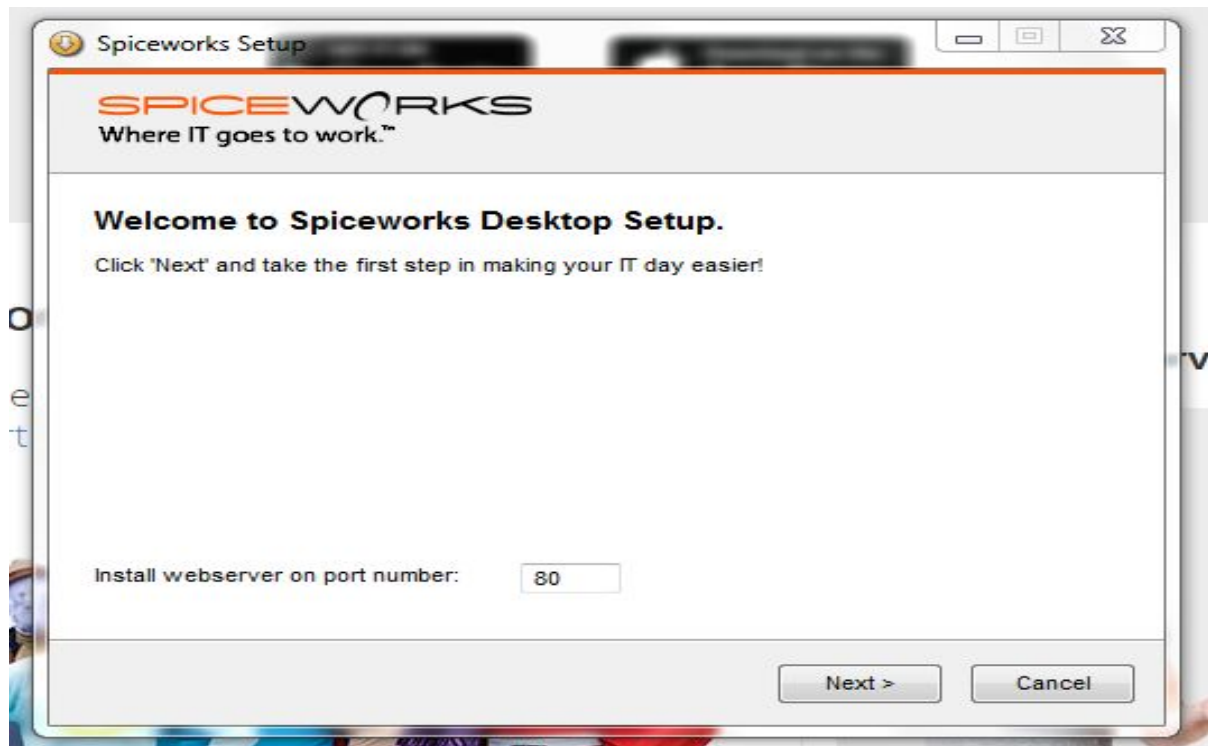 Spiceworks Setup
SPICEWORKS
Where IT goes to work.™
Welcome to Spiceworks Desktop Setup.
Click 'Next' and take the first step in making your IT day easier!
Install webserver on port number: 80
Next > Cancel